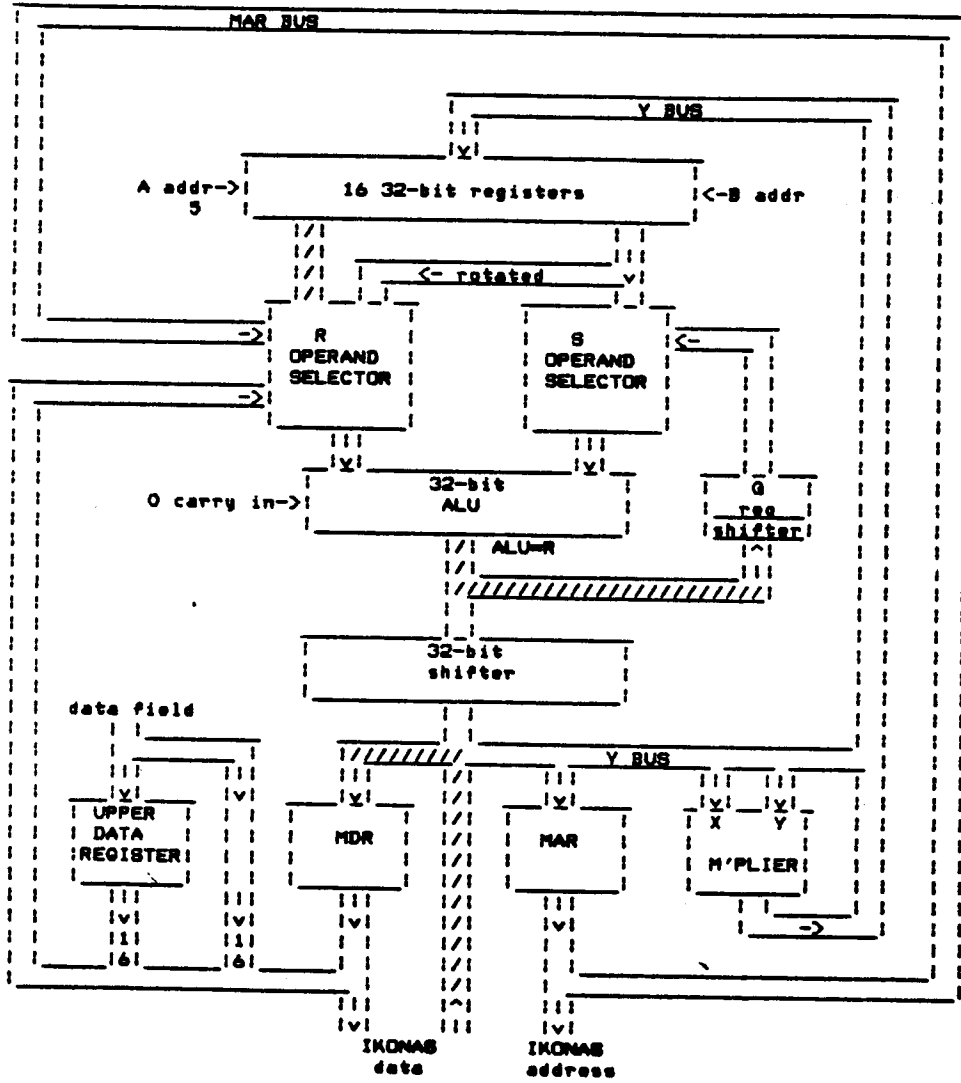 MAR BUS
Y BUS
A addr->
5
16 32-bit registers
<-B addr
<- rotated
R
OPERAND
SELECTOR
->
->
S
OPERAND
SELECTOR
<-
0 carry in->
32-bit
ALU
ALU=R
G
reg
shifter
32-bit
shifter
data field
Y BUS
UPPER
DATA
REGISTER
MDR
MAR
X Y
M'PLIER
->
16
16
IKONAS
data
IKONAS
address